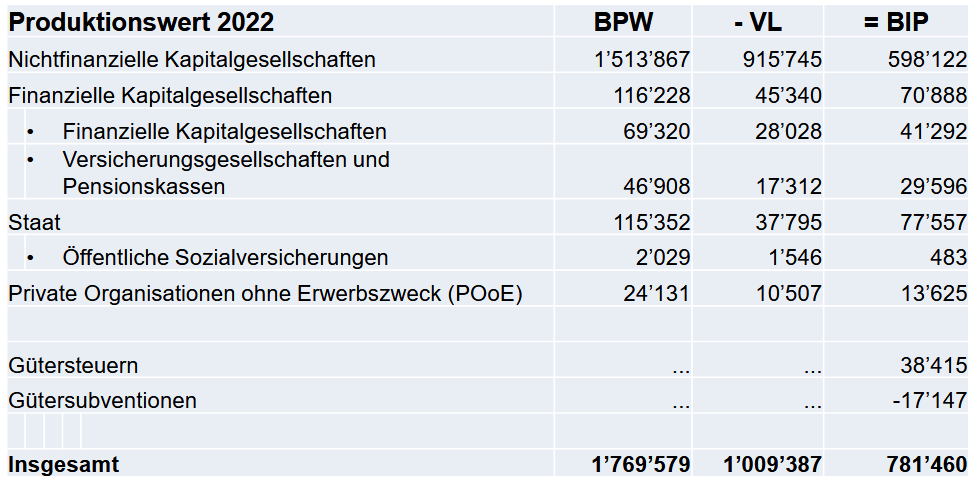 Produktionswert 2022 BPW - VL = BIP
Nichtfinanzielle Kapitalgesellschaften 1’513’867 915’745 598’122
Finanzielle Kapitalgesellschaften 116’228 45’340 70’888
• Finanzielle Kapitalgesellschaften 69’320 28’028 41’292
• Versicherungsgesellschaften und
Pensionskassen 46’908 17’312 29’596
Staat 115’352 37’795 77’557
• Öffentliche Sozialversicherungen 2’029 1’546 483
Private Organisationen ohne Erwerbszweck (POoE) 24’131 10’507 13’625
Gütersteuern ... ... 38’415
Gütersubventionen ... ... -17’147
Insgesamt 1’769’579 1’009’387 781’460